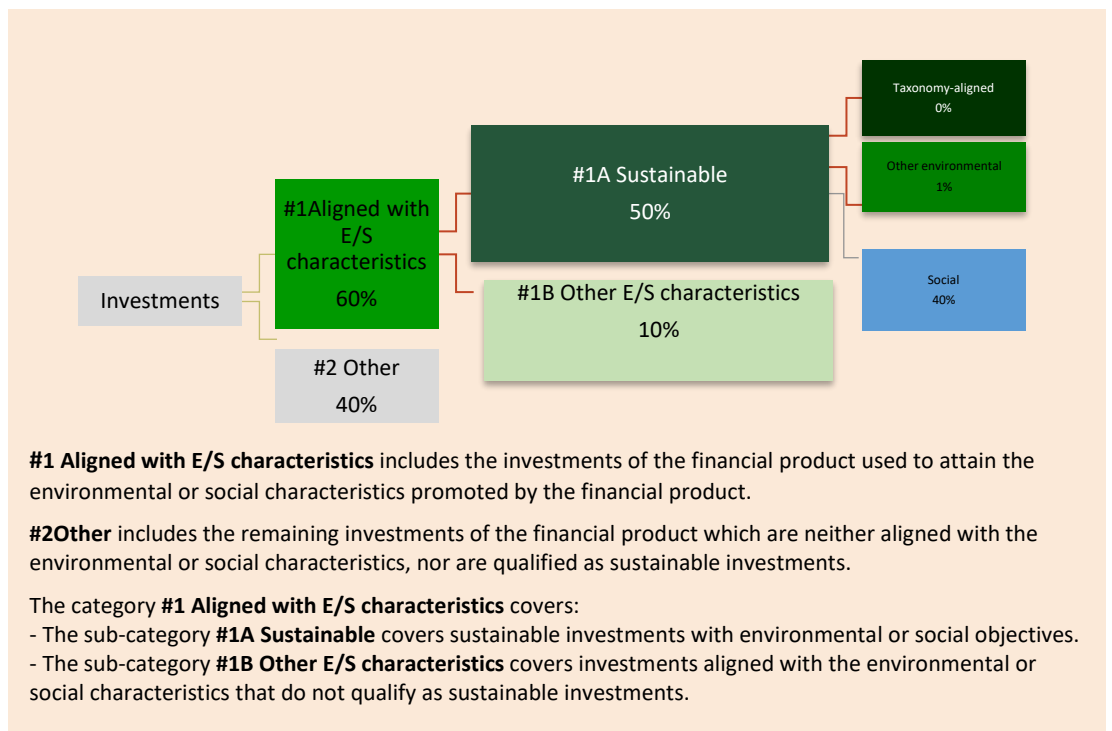 Taxonomy-aligned
0%
#1A Sustainable
50%
Other environmental
1%
#1Aligned with
E/S
characteristics
60%
Social
40%
Investments
#1B Other E/S characteristics
10%
#2 Other
40%
#1 Aligned with E/S characteristics includes the investments of the financial product used to attain the
environmental or social characteristics promoted by the financial product.
#2Other includes the remaining investments of the financial product which are neither aligned with the
environmental or social characteristics, nor are qualified as sustainable investments.
The category #1 Aligned with E/S characteristics covers:
- The sub-category #1A Sustainable covers sustainable investments with environmental or social objectives.
- The sub-category #1B Other E/S characteristics covers investments aligned with the environmental or
social characteristics that do not qualify as sustainable investments.